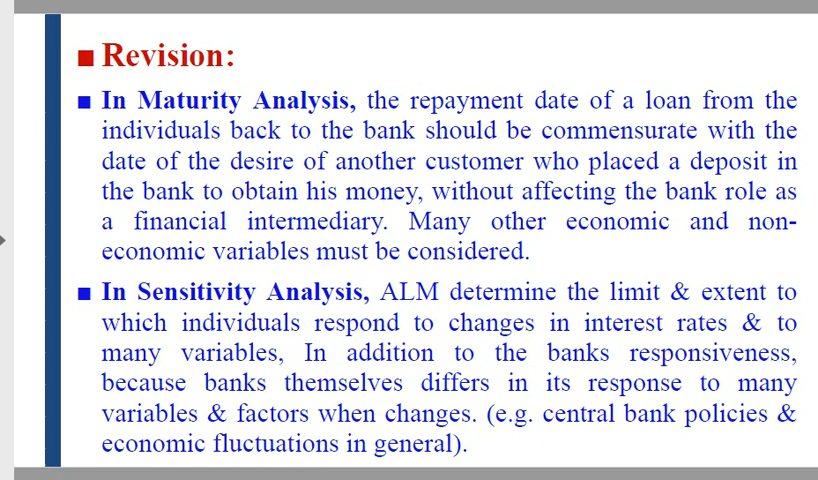 Revision:
In Maturity Analysis, the repayment date of a loan from the
individuals back to the bank should be commensurate with the
date of the desire of another customer who placed a deposit in
the bank to obtain his money, without affecting the bank role as
a financial intermediary. Many other economic and non-
economic variables must be considered.
In Sensitivity Analysis, ALM determine the limit & extent to
which individuals respond to changes in interest rates & to
many variables, In addition to the banks responsiveness,
because banks themselves differs in its response to many
variables & factors when changes. (e.g. central bank policies &
economic fluctuations in general).